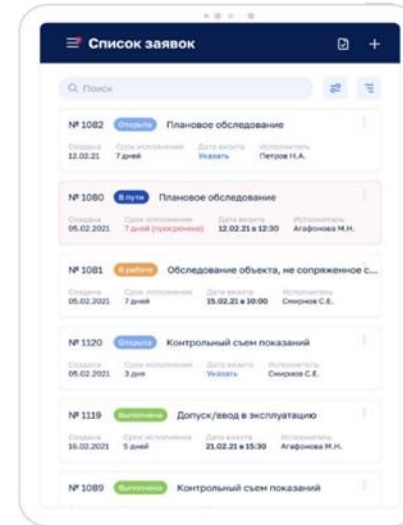 Список заявок
Поиск
№ 1082 Открыта Плановое обследование
Создана Срок исполнения Дата визита Исполнитель
12.02.21 7 дней Указать Петров Н.А.
№ 1080 В пути Плановое обследование
Создана Срок исполнения Дата визита Исполнитель
05.02.2021 7 дней (просрочена) 12.02.21 в 12:30 Агафонова М.Н.
№ 1081 В работе Обследование объекта, не сопряженное с...
Создана Срок исполнения Дата визита Исполнитель
05.02.2021 7 дней 15.02.21 в 10:00 Смирнов С.Е.
№ 1120 Открыта Контрольный съем показаний
Создана Срок исполнения Дата визита Исполнитель
05.02.2021 3 дня Указать Смирнов С.Е.
№ 1119 Выполнена Допуск/ввод в эксплуатацию
Создана Срок исполнения Дата визита Исполнитель
16.02.2021 5 дней 21.02.21 в 15:30 Агафонова М.Н.
№ 1089 Выполнена Контрольный съем показаний